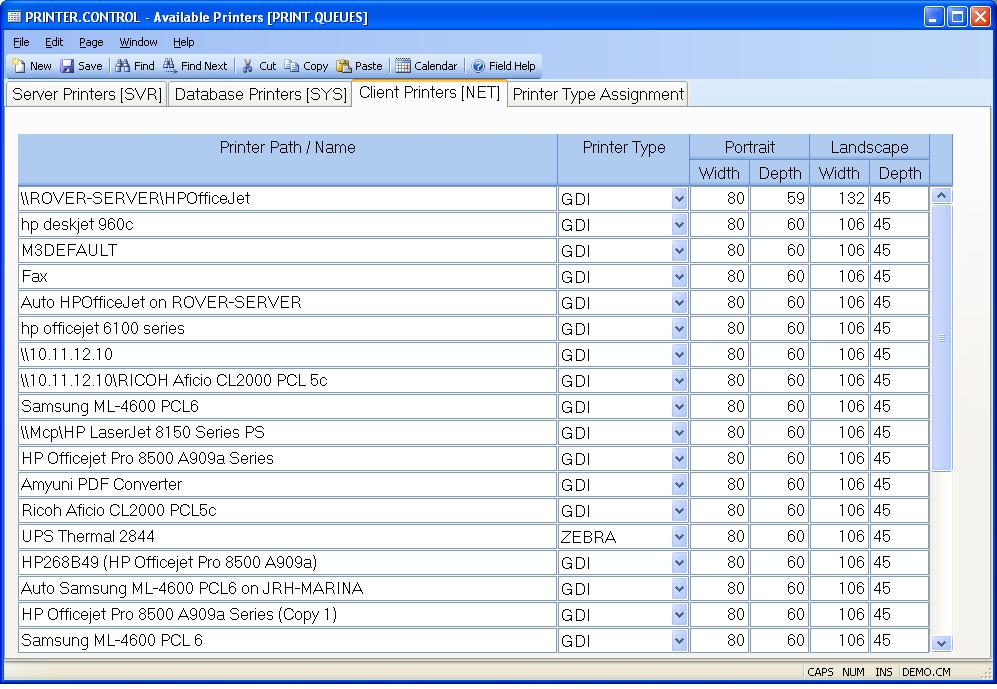 PRINTER.CONTROL - Available Printers [PRINT.QUEUES]
File Edit Page Window Help
New Save Find Find Next Cut Copy Paste Calendar Field Help
Server Printers [SVR] Database Printers [SYS] Client Printers [NET] Printer Type Assignment
Printer Path / Name Printer Type Portrait Landscape
Width Depth Width Depth
\\ROVER-SERVER\HPOfficeJet GDI 80 59 132 45
hp deskjet 960c GDI 80 60 106 45
M3DEFAULT GDI 80 60 106 45
Fax GDI 80 60 106 45
Auto HPOfficeJet on ROVER-SERVER GDI 80 60 106 45
hp officejet 6100 series GDI 80 60 106 45
\\10.11.12.10 GDI 80 60 106 45
\\10.11.12.10\RICOH Aficio CL2000 PCL 5c GDI 80 60 106 45
Samsung ML-4600 PCL6 GDI 80 60 106 45
\\Mcp\HP LaserJet 8150 Series PS GDI 80 60 106 45
HP Officejet Pro 8500 A909a Series GDI 80 60 106 45
Amyuni PDF Converter GDI 80 60 106 45
Ricoh Aficio CL2000 PCL5c GDI 80 60 106 45
UPS Thermal 2844 ZEBRA 80 60 106 45
HP268B49 (HP Officejet Pro 8500 A909a) GDI 80 60 106 45
Auto Samsung ML-4600 PCL6 on JRH-MARINA GDI 80 60 106 45
HP Officejet Pro 8500 A909a Series (Copy 1) GDI 80 60 106 45
Samsung ML-4600 PCL 6 GDI 80 60 106 45
CAPS NUM INS DEMO.CM